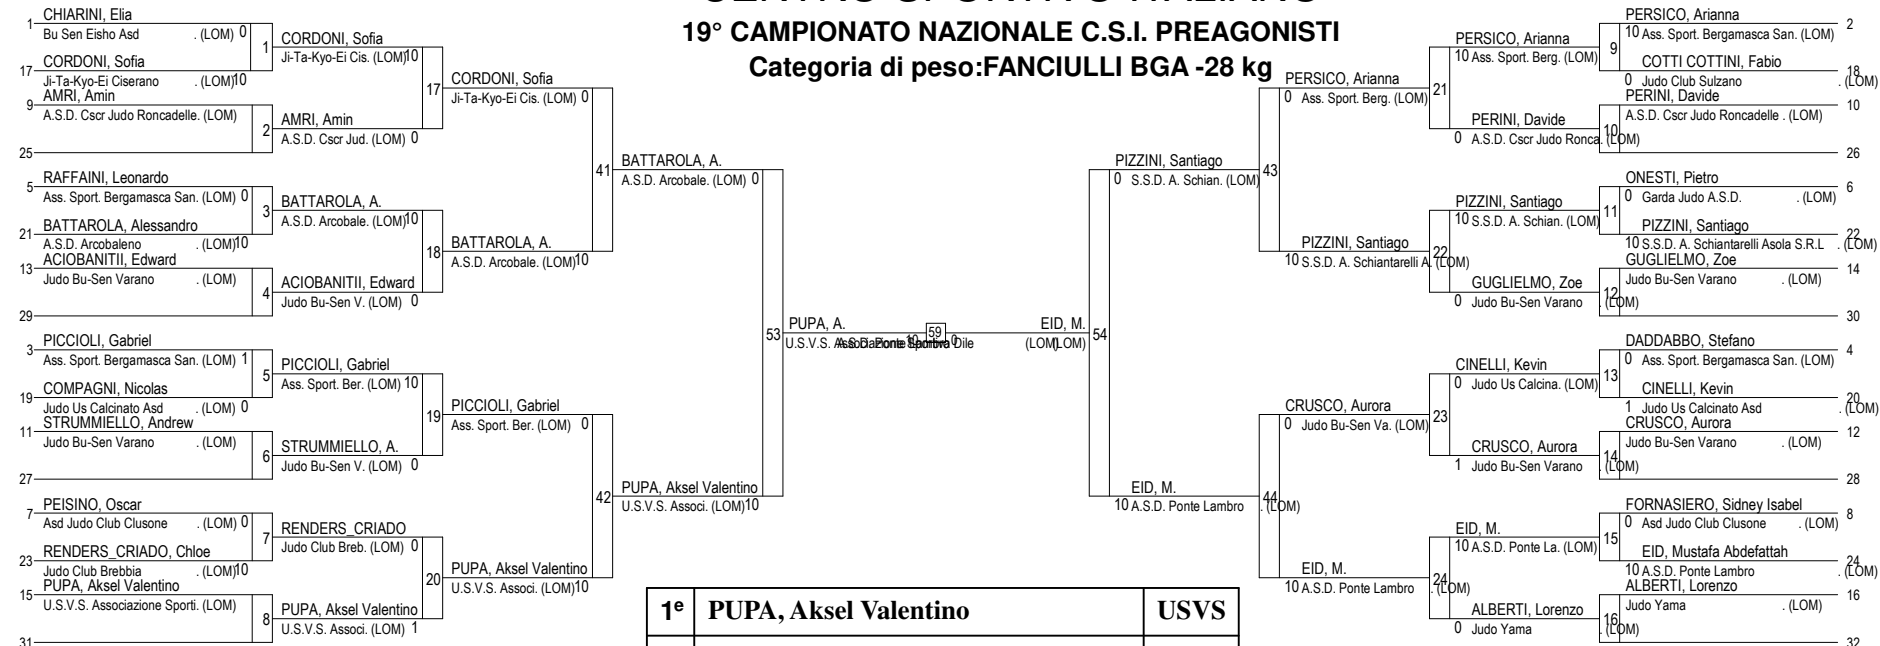 CENTRO SPORTIVO ITALIANO
19° CAMPIONATO NAZIONALE C.S.I. PREAGONISTI
Categoria di peso:FANCIULLI BGA -28 kg
1 CHIARINI, Elia
Bu Sen Eisho Asd . (LOM) 0
1
17 CORDONI, Sofia
Ji-Ta-Kyo-Ei Ciserano . (LOM)10
9 AMRI, Amin
A.S.D. Cscr Judo Roncadelle. (LOM)
2
25
5 RAFFAINI, Leonardo
Ass. Sport. Bergamasca San. (LOM) 0
3
21 BATTAROLA, Alessandro
A.S.D. Arcobaleno . (LOM)10
13 ACIOBANITII, Edward
Judo Bu-Sen Varano . (LOM)
4
29
3 PICCIOLI, Gabriel
Ass. Sport. Bergamasca San. (LOM) 1
5
19 COMPAGNI, Nicolas
Judo Us Calcinato Asd . (LOM) 0
11 STRUMMIELLO, Andrew
Judo Bu-Sen Varano . (LOM)
6
27
7 PEISINO, Oscar
Asd Judo Club Clusone . (LOM) 0
7
23 RENDERS_CRIADO, Chloe
Judo Club Brebbia . (LOM)10
15 PUPA, Aksel Valentino
U.S.V.S. Associazione Sporti. (LOM)
8
31
CORDONI, Sofia
Ji-Ta-Kyo-Ei Cis. (LOM)10
17
AMRI, Amin
A.S.D. Cscr Jud. (LOM) 0
BATTAROLA, A.
A.S.D. Arcobale. (LOM)10
18
ACIOBANITII, Edward
Judo Bu-Sen V. (LOM) 0
PICCIOLI, Gabriel
Ass. Sport. Ber. (LOM) 10
19
STRUMMIELLO, A.
Judo Bu-Sen V. (LOM) 0
RENDERS_CRIADO
Judo Club Breb. (LOM) 0
20
PUPA, Aksel Valentino
U.S.V.S. Associ. (LOM) 1
CORDONI, Sofia
Ji-Ta-Kyo-Ei Cis. (LOM) 0
41
BATTAROLA, A.
A.S.D. Arcobale. (LOM)10
PICCIOLI, Gabriel
Ass. Sport. Ber. (LOM) 0
42
PUPA, Aksel Valentino
U.S.V.S. Associ. (LOM)10
BATTAROLA, A.
A.S.D. Arcobale. (LOM) 0
53
PUPA, Aksel Valentino
U.S.V.S. Associ. (LOM)10
PUPA, A.
U.S.V.S.
59
EID, M.
(LOM)
PIZZINI, Santiago
0 S.S.D. A. Schian. (LOM)
54
EID, M.
10 A.S.D. Ponte Lambro . (LOM)
PERSICO, Arianna
0 Ass. Sport. Berg. (LOM)
43
PIZZINI, Santiago
10 S.S.D. A. Schiantarelli A. (LOM)
CRUSCO, Aurora
0 Judo Bu-Sen Va. (LOM)
44
EID, M.
10 A.S.D. Ponte Lambro . (LOM)
PERSICO, Arianna
10 Ass. Sport. Berg. (LOM)
21
PERINI, Davide
0 A.S.D. Cscr Judo Ronca. (LOM)
PIZZINI, Santiago
10 S.S.D. A. Schian. (LOM)
22
GUGLIELMO, Zoe
0 Judo Bu-Sen Varano . (LOM)
CINELLI, Kevin
0 Judo Us Calcina. (LOM)
23
CRUSCO, Aurora
1 Judo Bu-Sen Varano . (LOM)
EID, M.
10 A.S.D. Ponte La. (LOM)
24
ALBERTI, Lorenzo
0 Judo Yama . (LOM)
PERSICO, Arianna 2
10 Ass. Sport. Bergamasca San. (LOM)
9
COTTI COTTINI, Fabio 18
0 Judo Club Sulzano . (LOM)
PERINI, Davide 10
A.S.D. Cscr Judo Roncadelle . (LOM)
10
26
ONESTI, Pietro 6
0 Garda Judo A.S.D. . (LOM)
11
PIZZINI, Santiago 22
10 S.S.D. A. Schiantarelli Asola S.R.L . (LOM)
GUGLIELMO, Zoe 14
Judo Bu-Sen Varano . (LOM)
12
30
DADDABBO, Stefano 4
0 Ass. Sport. Bergamasca San. (LOM)
13
CINELLI, Kevin 20
1 Judo Us Calcinato Asd . (LOM)
CRUSCO, Aurora 12
Judo Bu-Sen Varano . (LOM)
14
28
FORNASIERO, Sidney Isabel 8
0 Asd Judo Club Clusone . (LOM)
15
EID, Mustafa Abdefattah 24
10 A.S.D. Ponte Lambro . (LOM)
ALBERTI, Lorenzo 16
Judo Yama . (LOM)
16
32
1e PUPA, Aksel Valentino USVS